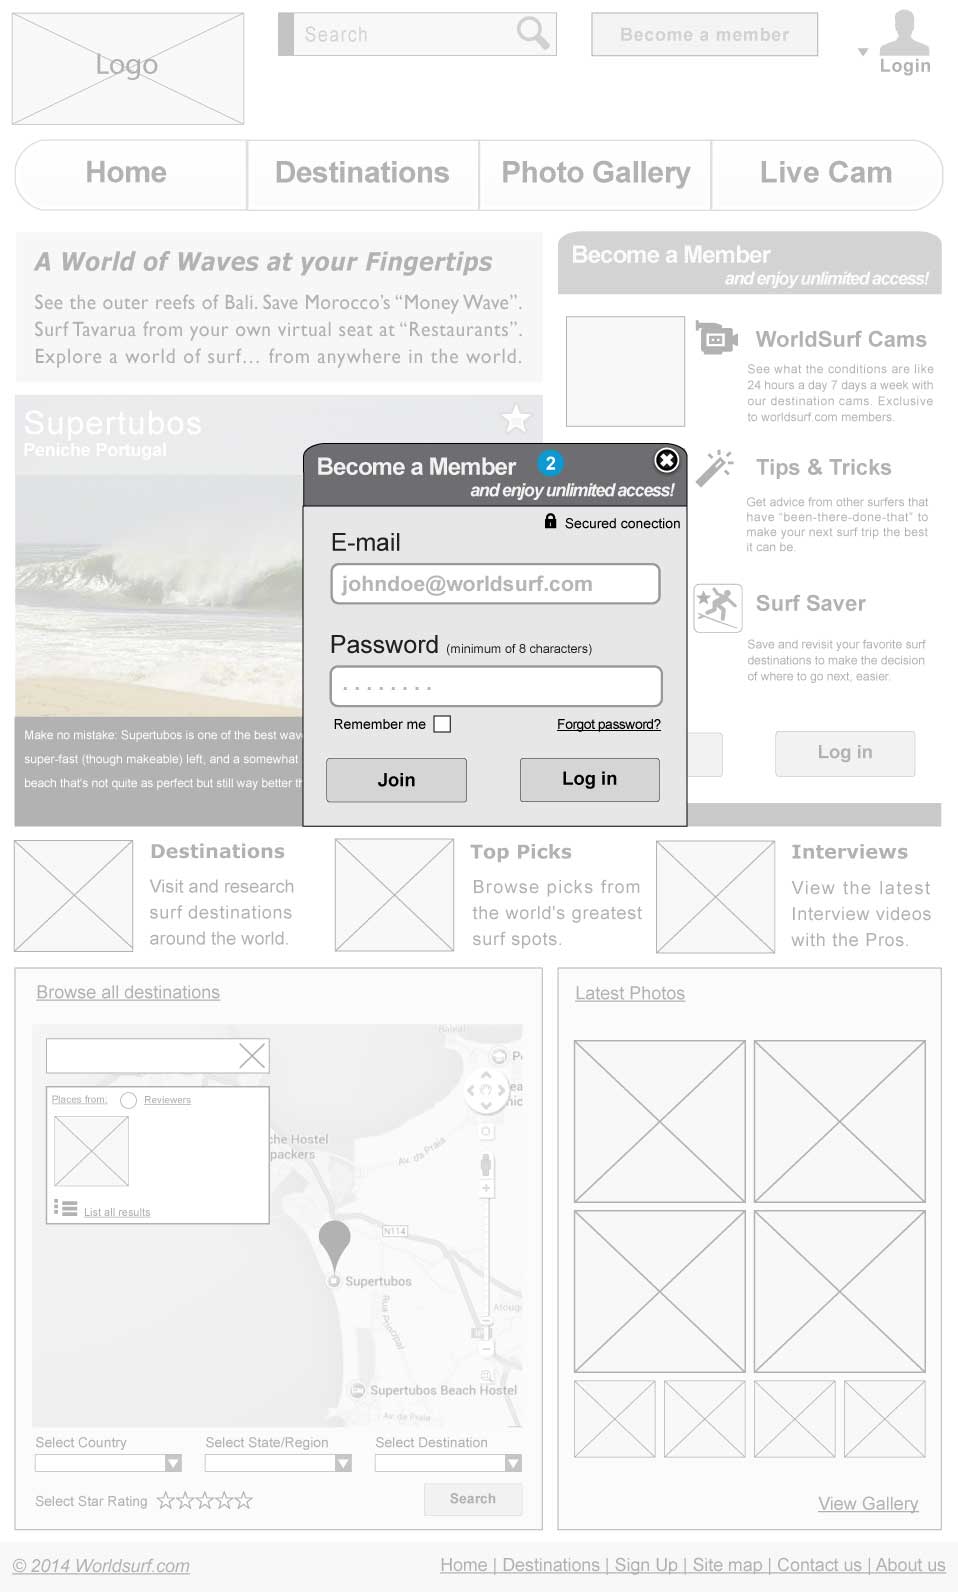 Logo
Search
Become a member
Login
Home
Destinations
Photo Gallery
Live Cam
A World of Waves at your Fingertips
See the outer reefs of Bali. Save Morocco's “Money Wave”.
Surf Tavarua from your own virtual seat at “Restaurants”.
Explore a world of surf… from anywhere in the world.
Become a Member
and enjoy unlimited access!
WorldSurf Cams
See what the conditions are like
24 hours a day 7 days a week with
our destination cams. Exclusive
to worldsurf.com members.
Tips & Tricks
Get advice from other surfers that
have “been-there-done-that” to
make your next surf trip the best
it can be.
Surf Saver
Save and revisit your favorite surf
destinations to make the decision
of where to go next, easier.
Log in
Supertubos
Peniche Portugal
Make no mistake: Supertubos is one of the best
super-fast (though makeable) left, and a somewhat
beach that's not quite as perfect but still way better
Become a Member 2
and enjoy unlimited access!
Secured conection
E-mail
johndoe@worldsurf.com
Password (minimum of 8 characters)
Remember me
Forgot password?
Join
Log in
Destinations
Visit and research
surf destinations
around the world.
Top Picks
Browse picks from
the world's greatest
surf spots.
Interviews
View the latest
Interview videos
with the Pros.
Browse all destinations
Places from:
Reviewers
List all results
Hostel
packers
Av. da Praia
N114
Supertubos
Rua Principal
Supertubos Beach Hostel
Av. da Praia
Select Country
Select State/Region
Select Destination
Select Star Rating
Search
Latest Photos
View Gallery
© 2014 Worldsurf.com
Home | Destinations | Sign Up | Site map | Contact us | About us